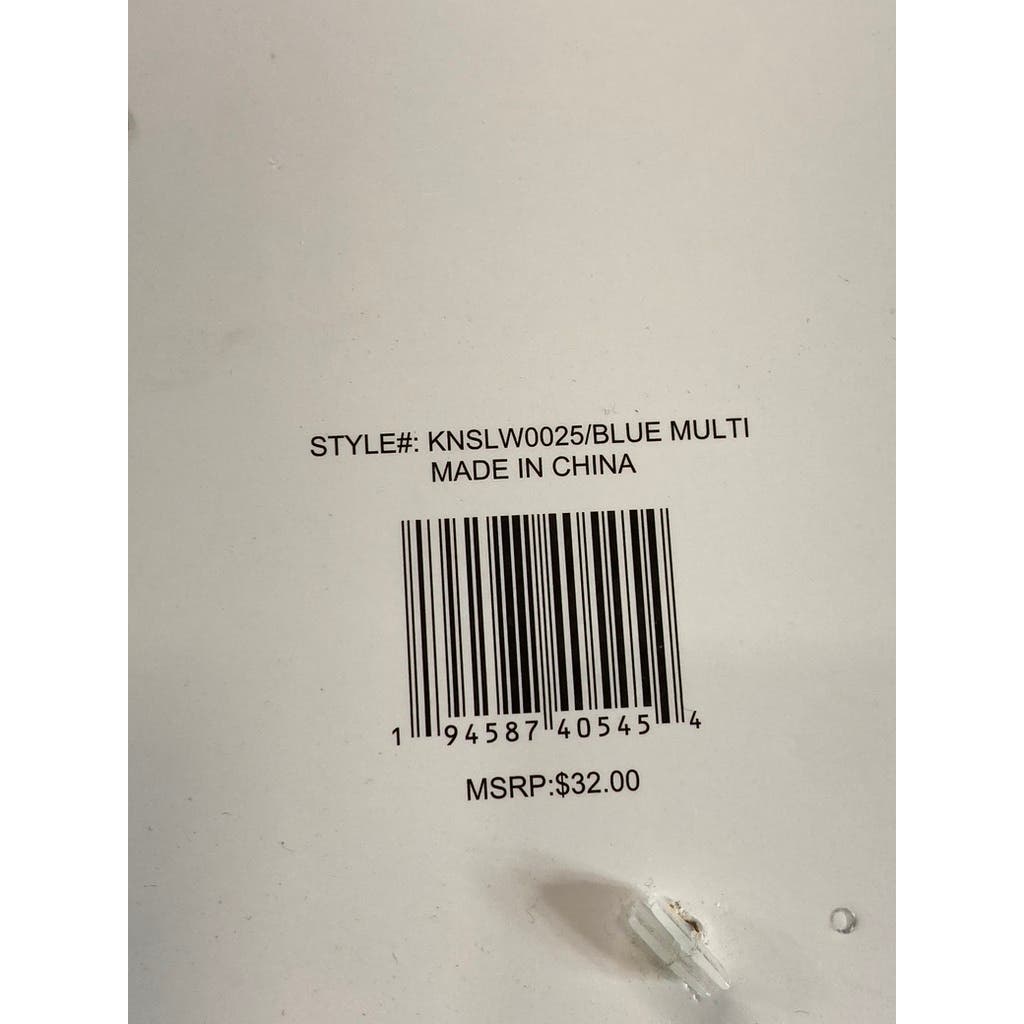 STYLE#: KNSLW0025/BLUE MULTI
MADE IN CHINA
1 94587 40545 4
MSRP:$32.00